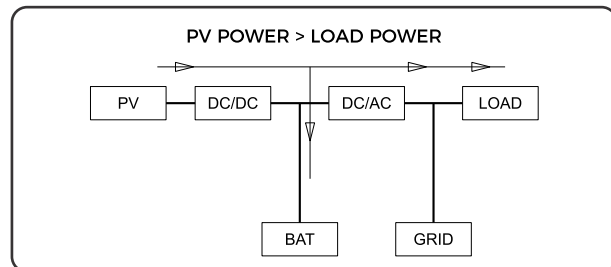 PV POWER > LOAD POWER
PV DC/DC DC/AC LOAD
BAT GRID